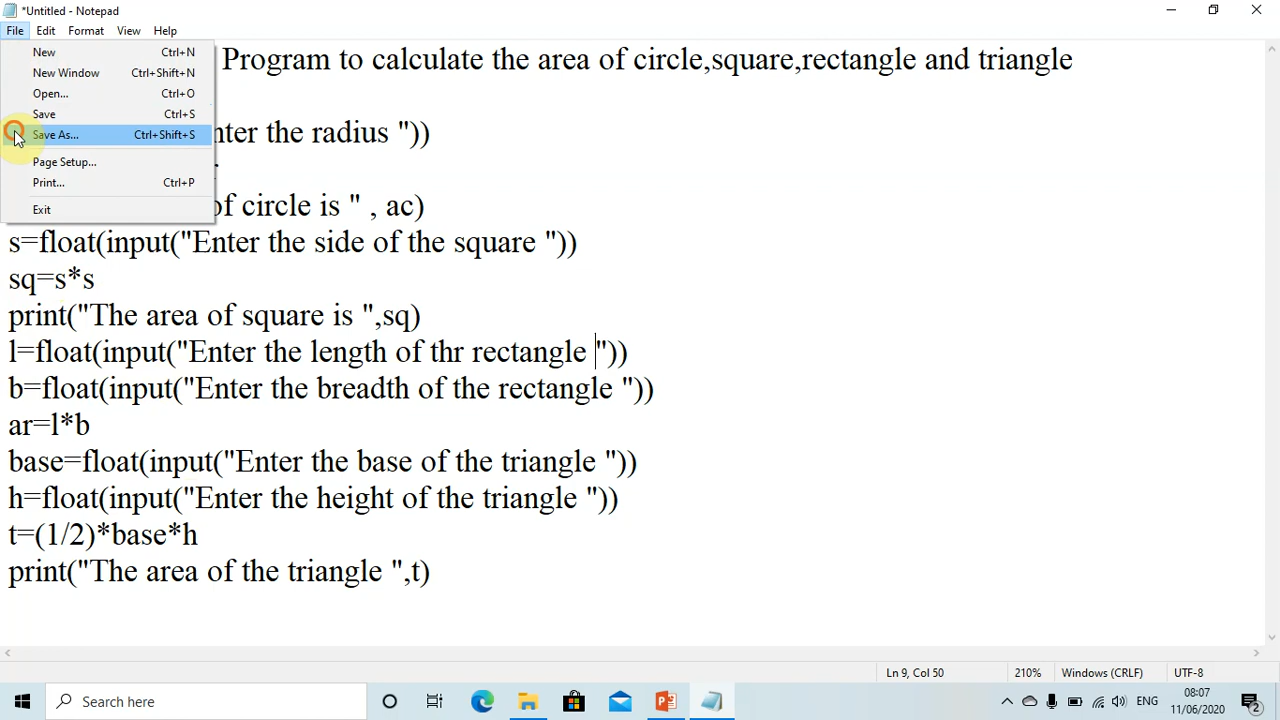 *Untitled - Notepad
File Edit Format View Help
New Ctrl+N
New Window Ctrl+Shift+N
Open... Ctrl+O
Save Ctrl+S
Save As... Ctrl+Shift+S
Page Setup...
Print... Ctrl+P
Exit
Program to calculate the area of circle,square,rectangle and triangle
nter the radius "))
of circle is " , ac)
s=float(input("Enter the side of the square "))
sq=s*s
print("The area of square is ",sq)
l=float(input("Enter the length of thr rectangle "))
b=float(input("Enter the breadth of the rectangle "))
ar=l*b
base=float(input("Enter the base of the triangle "))
h=float(input("Enter the height of the triangle "))
t=(1/2)*base*h
print("The area of the triangle ",t)
Ln 9, Col 50 210% Windows (CRLF) UTF-8
Search here
ENG
08:07
11/06/2020
2